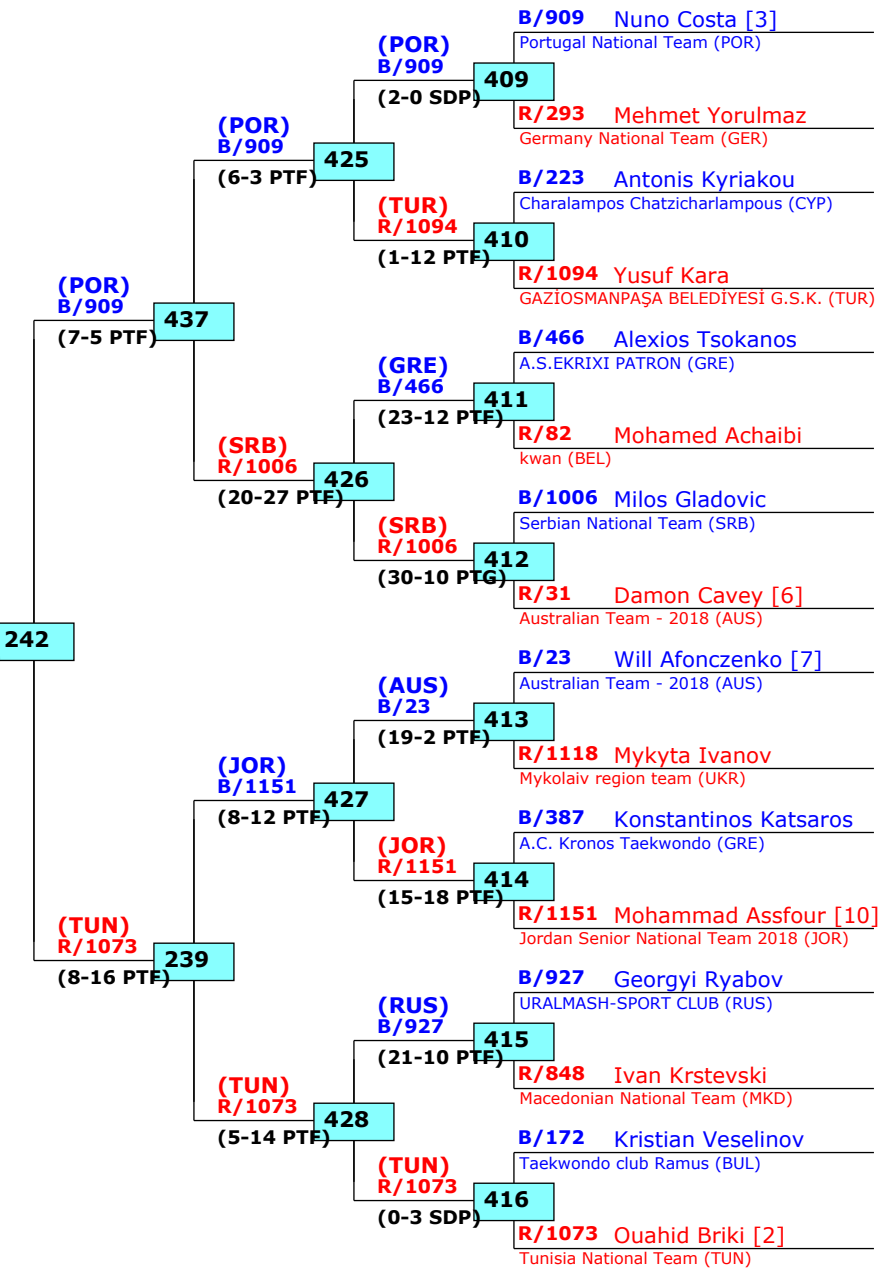 B/909 Nuno Costa [3]
Portugal National Team (POR)
(POR)
B/909
409
(2-0 SDP)
R/293 Mehmet Yorulmaz
Germany National Team (GER)
(POR)
B/909
425
(6-3 PTF)
B/223 Antonis Kyriakou
Charalampos Chatzicharlampous (CYP)
(TUR)
R/1094
410
(1-12 PTF)
R/1094 Yusuf Kara
GAZİOSMANPAŞA BELEDİYESİ G.S.K. (TUR)
(POR)
B/909
437
(7-5 PTF)
B/466 Alexios Tsokanos
A.S.EKRIXI PATRON (GRE)
(GRE)
B/466
411
(23-12 PTF)
R/82 Mohamed Achaibi
kwan (BEL)
(SRB)
R/1006
426
(20-27 PTF)
B/1006 Milos Gladovic
Serbian National Team (SRB)
(SRB)
R/1006
412
(30-10 PTG)
R/31 Damon Cavey [6]
Australian Team - 2018 (AUS)
242
B/23 Will Afonczenko [7]
Australian Team - 2018 (AUS)
(AUS)
B/23
413
(19-2 PTF)
R/1118 Mykyta Ivanov
Mykolaiv region team (UKR)
(JOR)
B/1151
427
(8-12 PTF)
B/387 Konstantinos Katsaros
A.C. Kronos Taekwondo (GRE)
(JOR)
R/1151
414
(15-18 PTF)
R/1151 Mohammad Assfour [10]
Jordan Senior National Team 2018 (JOR)
(TUN)
R/1073
239
(8-16 PTF)
B/927 Georgyi Ryabov
URALMASH-SPORT CLUB (RUS)
(RUS)
B/927
415
(21-10 PTF)
R/848 Ivan Krstevski
Macedonian National Team (MKD)
(TUN)
R/1073
428
(5-14 PTF)
B/172 Kristian Veselinov
Taekwondo club Ramus (BUL)
(TUN)
R/1073
416
(0-3 SDP)
R/1073 Ouahid Briki [2]
Tunisia National Team (TUN)